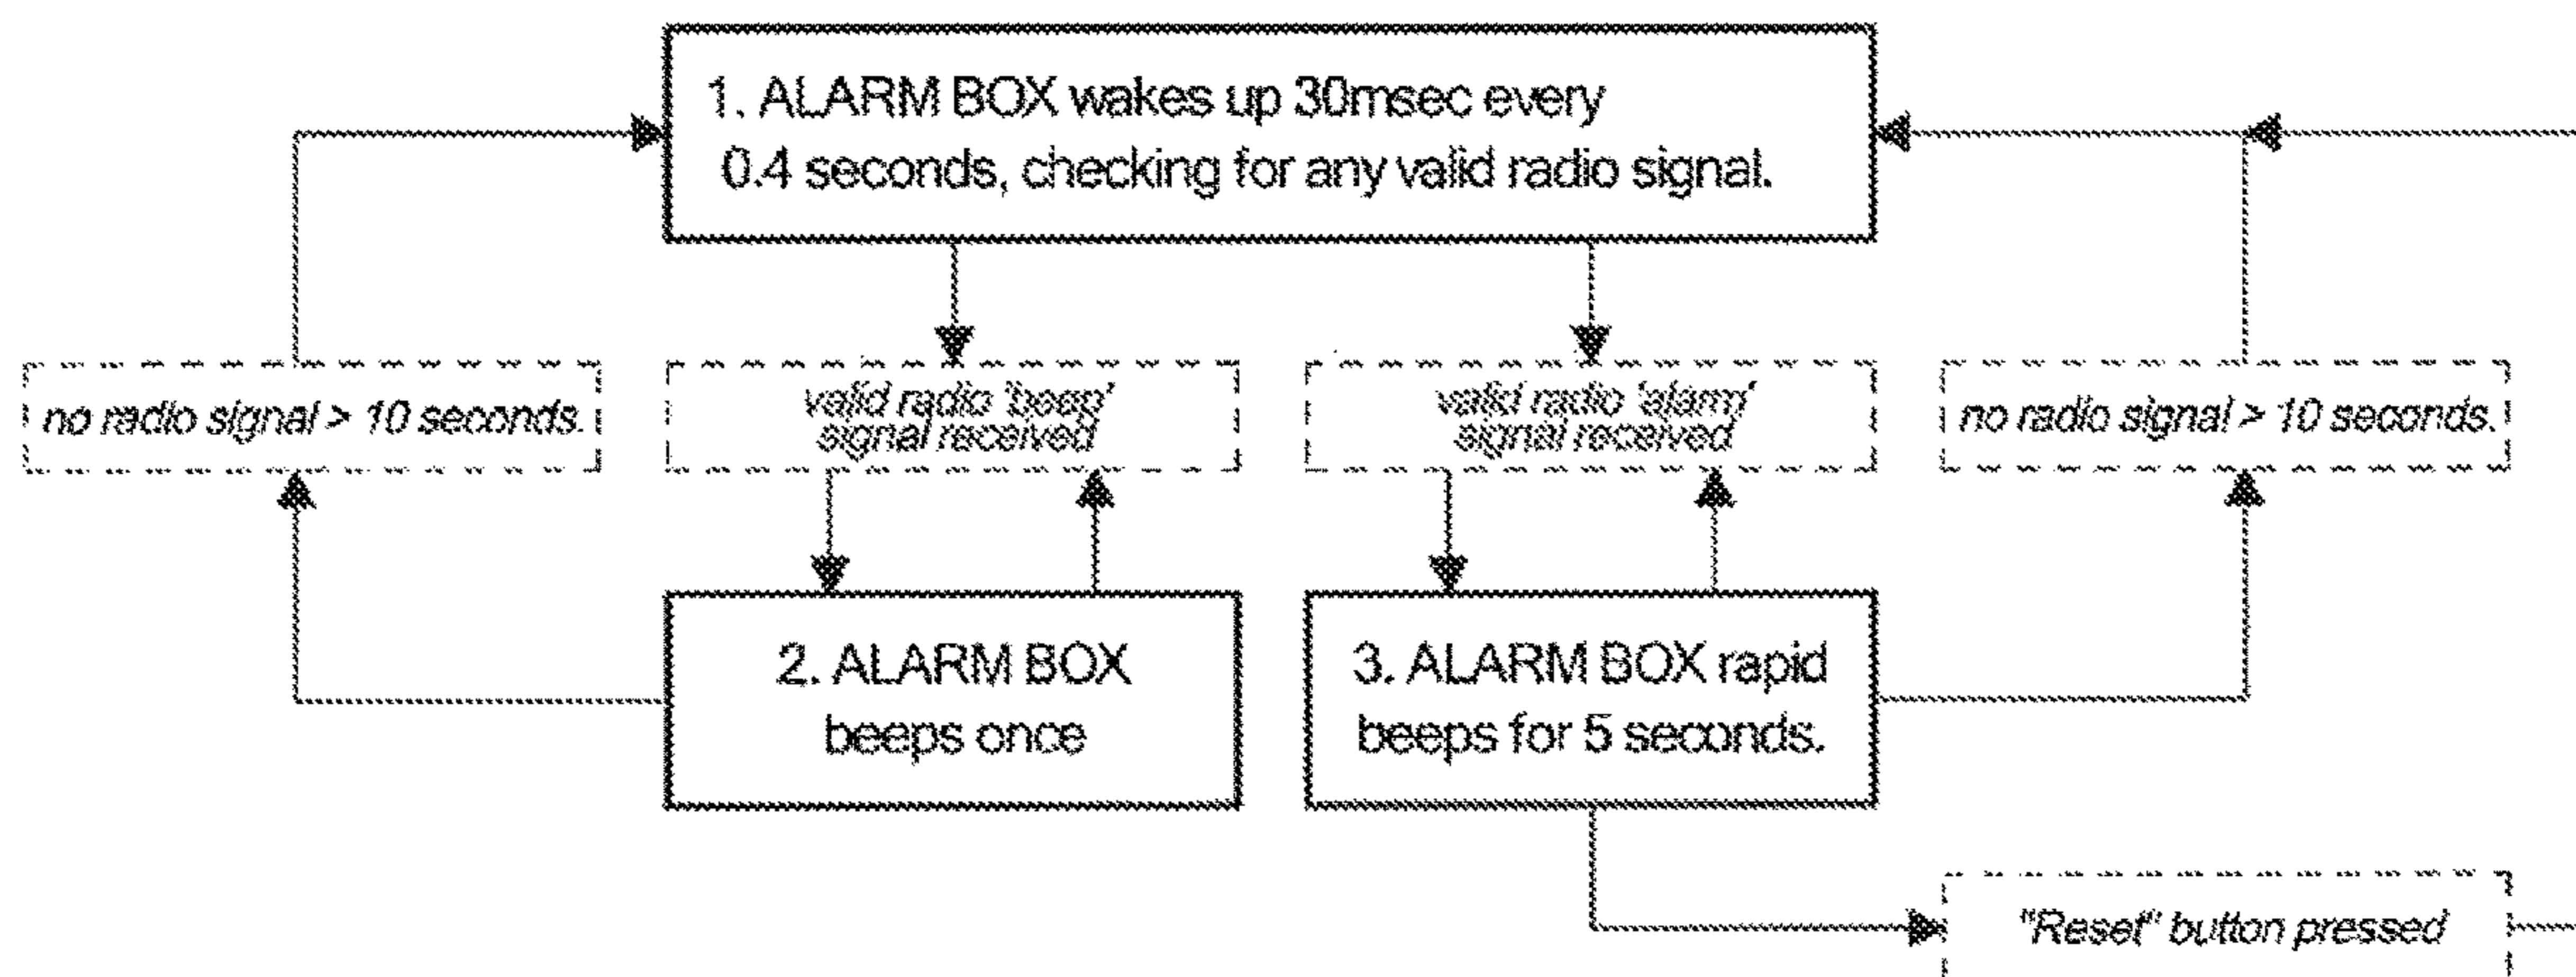 1. ALARM BOX wakes up 30msec every
0.4 seconds, checking for any valid radio signal.
no radio signal > 10 seconds.
valid radio 'beep'
signal received
valid radio 'alarm'
signal received
no radio signal > 10 seconds.
2. ALARM BOX
beeps once
3. ALARM BOX rapid
beeps for 5 seconds.
"Reset" button pressed